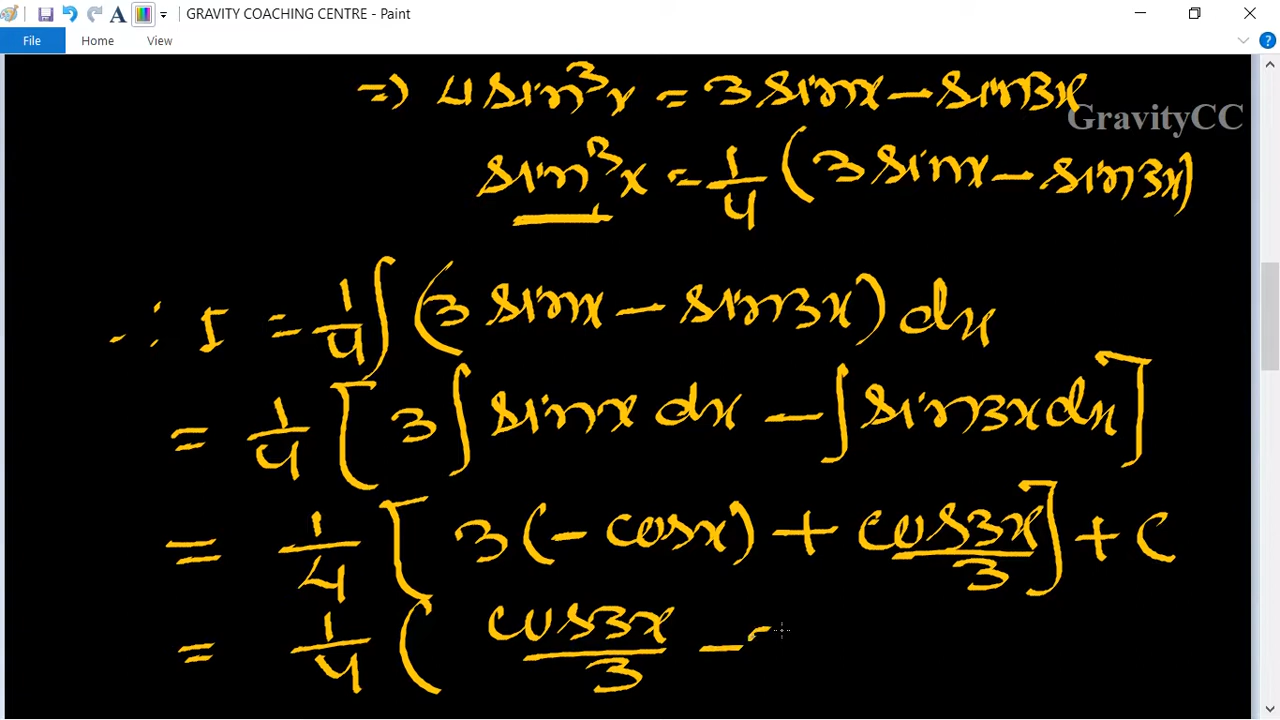 GRAVITY COACHING CENTRE - Paint
File Home View
=> 4 sin³x = 3 sinx - sin3x
GravityCC
sin³x = 1/4 (3 sinx - sin3x)
∴ I = 1/4 ∫ (3 sinx - sin3x) dx
= 1/4 [ 3 ∫ sinx dx - ∫ sin3x dx ]
= 1/4 [ 3(-cosx) + cos3x/3 ] + C
= 1/4 ( cos3x/3 -